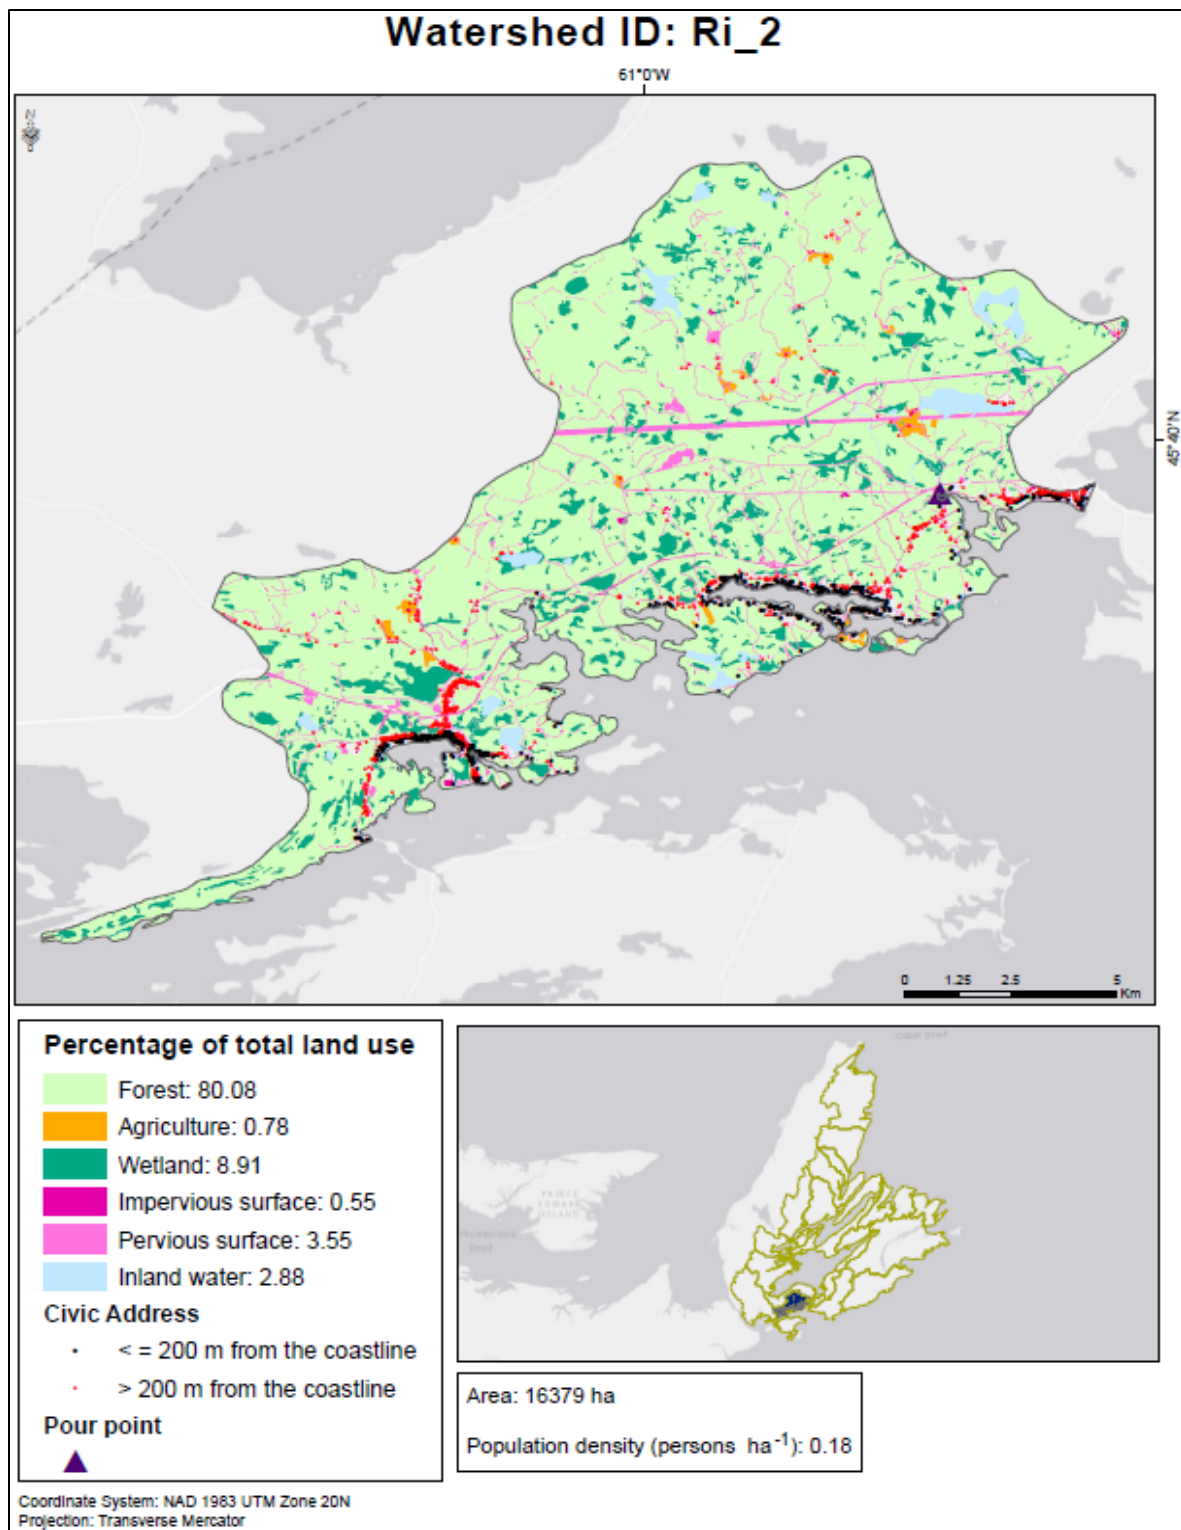 Watershed ID: Ri_2
61°0'W
N
45°40'N
0 1.25 2.5 5
Km
Percentage of total land use
Forest: 80.08
Agriculture: 0.78
Wetland: 8.91
Impervious surface: 0.55
Pervious surface: 3.55
Inland water: 2.88
Civic Address
< = 200 m from the coastline
> 200 m from the coastline
Pour point
PRINCE
EDWARD
ISLAND
Area: 16379 ha
Population density (persons ha-1): 0.18
Coordinate System: NAD 1983 UTM Zone 20N
Projection: Transverse Mercator